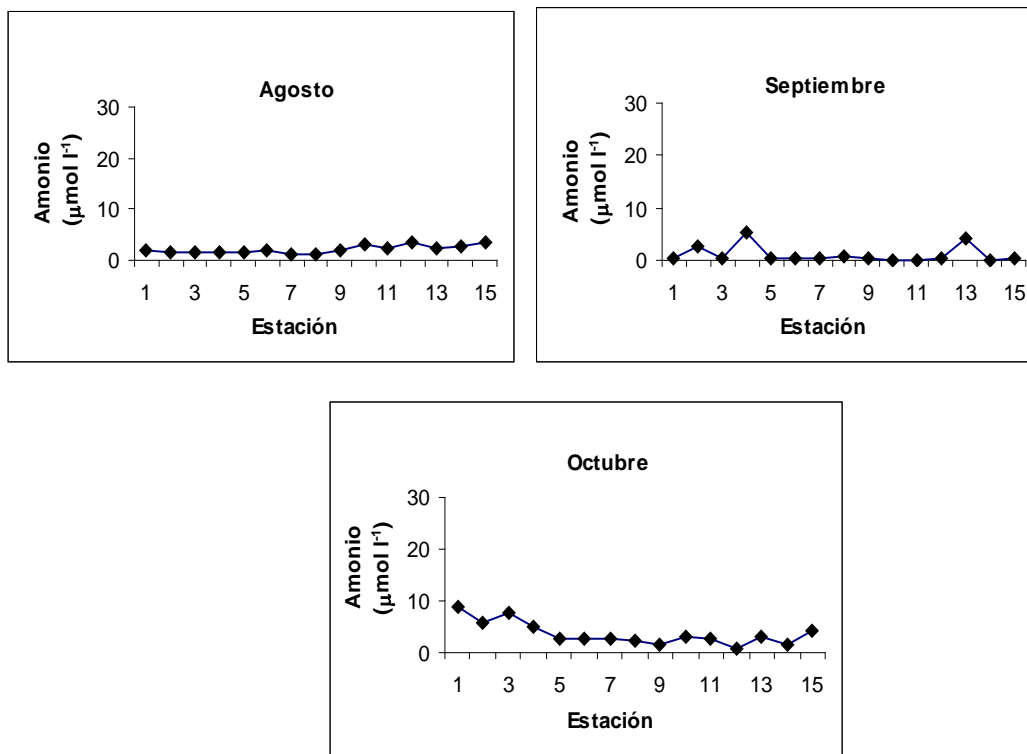 Agosto
30
20
10
0
Amonio
(µmol l-1)
1 3 5 7 9 11 13 15
Estación
Septiembre
30
20
10
0
Amonio
(µmol l-1)
1 3 5 7 9 11 13 15
Estación
Octubre
30
20
10
0
Amonio
(µmol l-1)
1 3 5 7 9 11 13 15
Estación